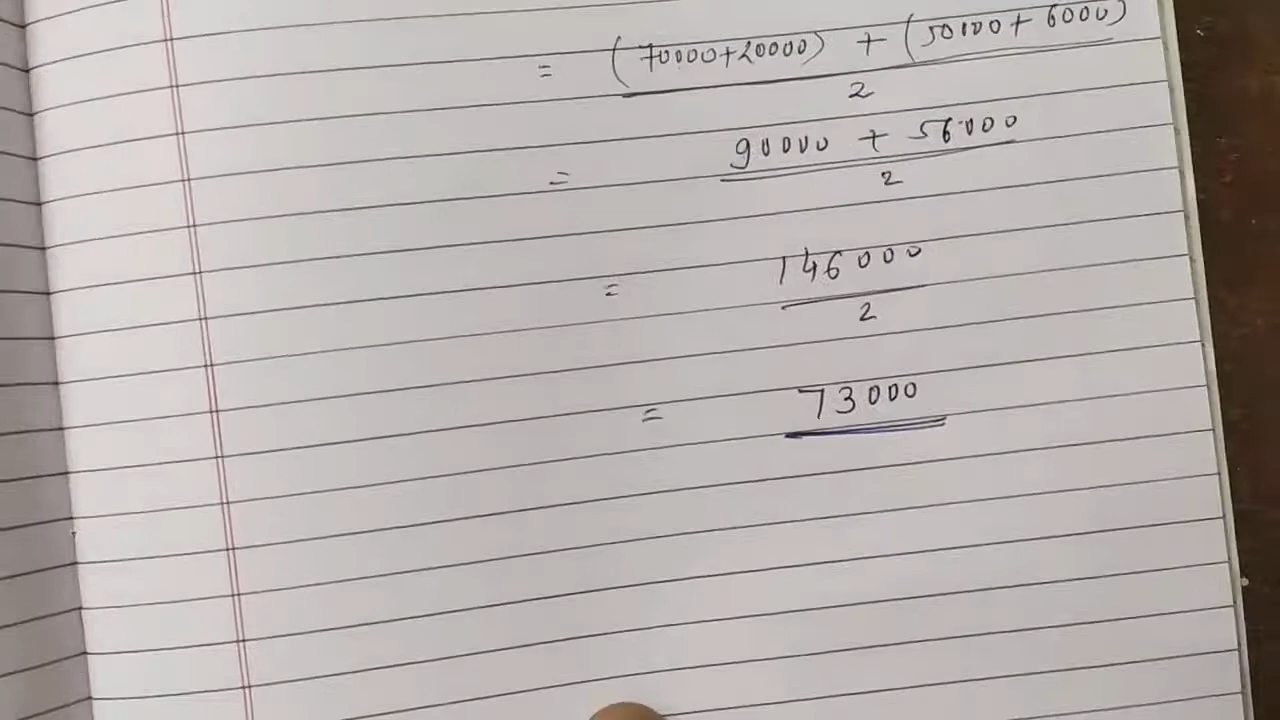 = (70000+20000) + (50000+6000)
2
= 90000 + 56000
2
= 146000
2
= 73000